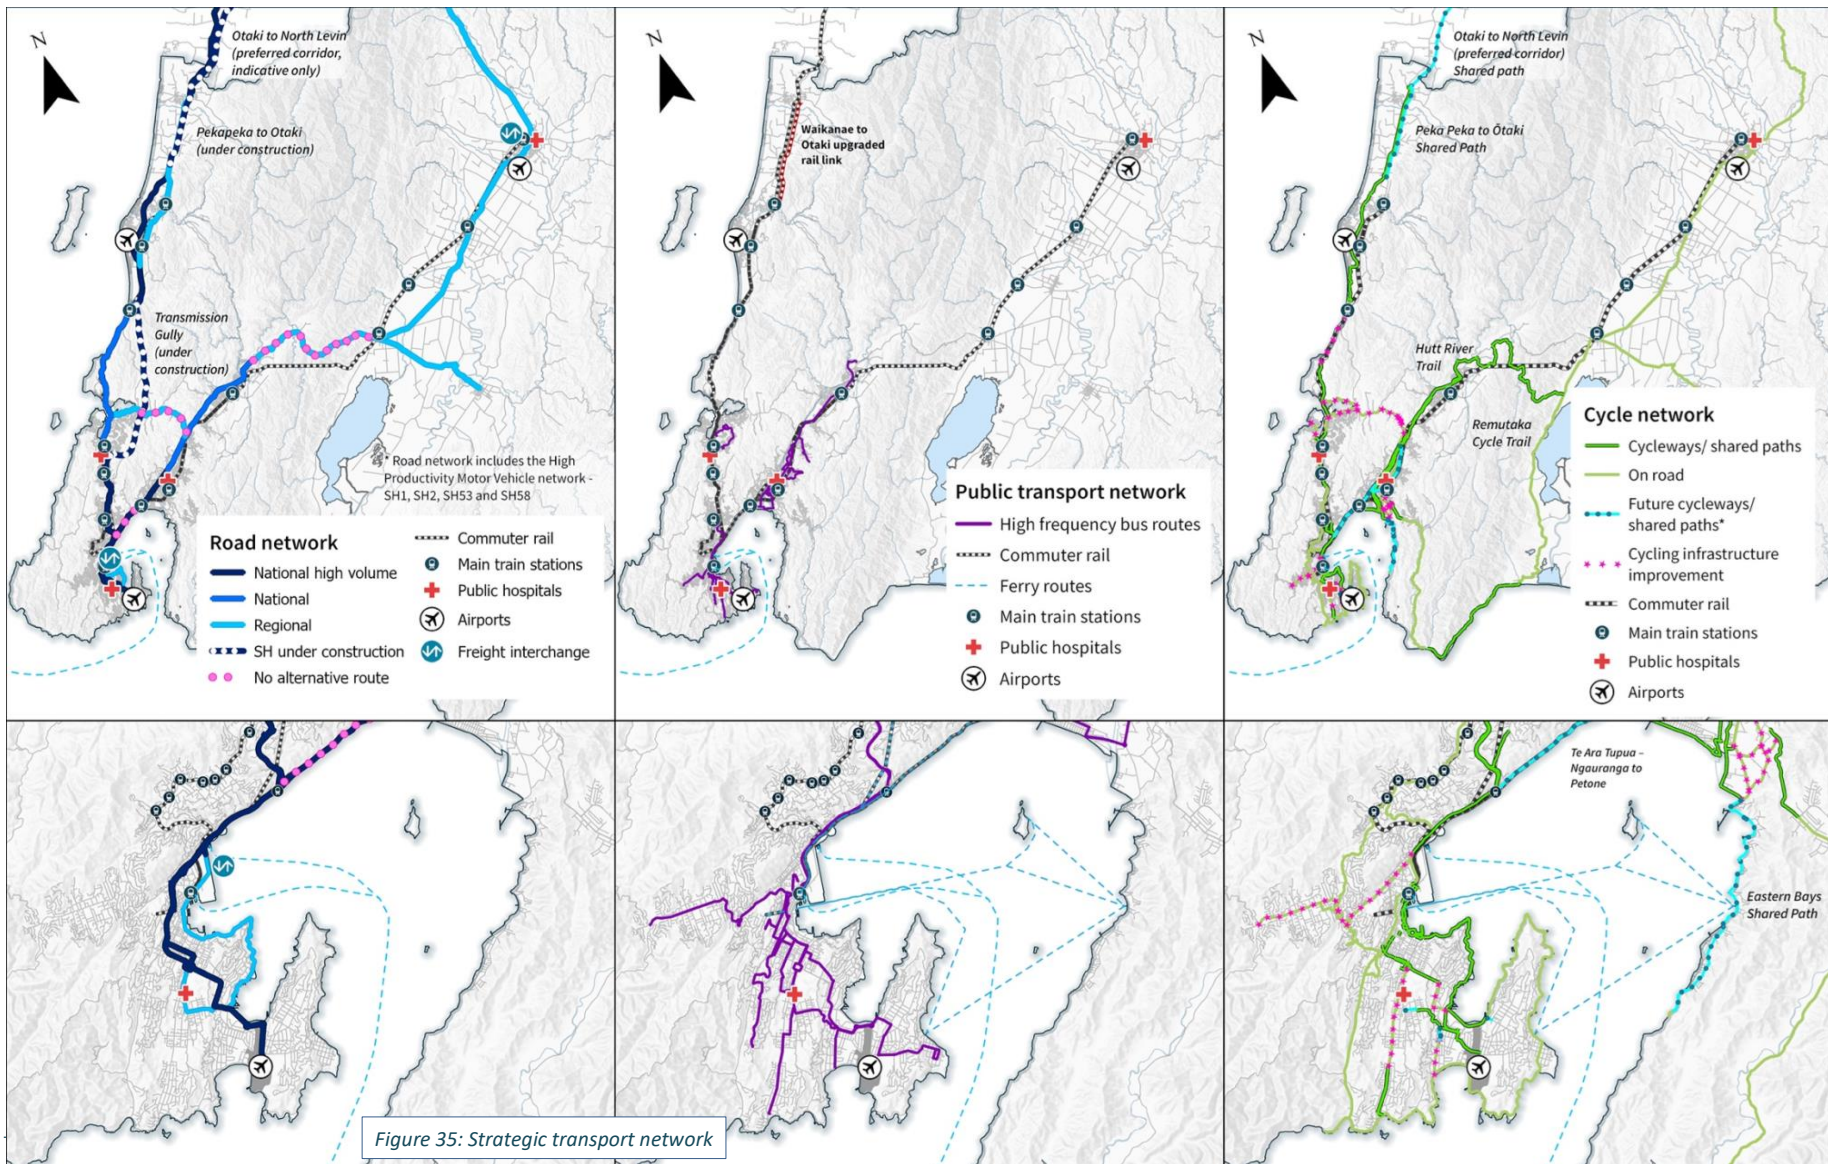 N
Otaki to North Levin
(preferred corridor,
indicative only)
Pekapeka to Otaki
(under construction)
Transmission
Gully
(under
construction)
* Road network includes the High
Productivity Motor Vehicle network -
SH1, SH2, SH53 and SH58
Road network
National high volume
National
Regional
SH under construction
No alternative route
Commuter rail
Main train stations
Public hospitals
Airports
Freight interchange
N
Waikanae to
Otaki upgraded
rail link
Public transport network
High frequency bus routes
Commuter rail
Ferry routes
Main train stations
Public hospitals
Airports
N
Otaki to North Levin
(preferred corridor)
Shared path
Peka Peka to Ōtaki
Shared Path
Hutt River
Trail
Remutaka
Cycle Trail
Cycle network
Cycleways/ shared paths
On road
Future cycleways/
shared paths*
Cycling infrastructure
improvement
Commuter rail
Main train stations
Public hospitals
Airports
Te Ara Tupua –
Ngauranga to
Petone
Eastern Bays
Shared Path
Figure 35: Strategic transport network